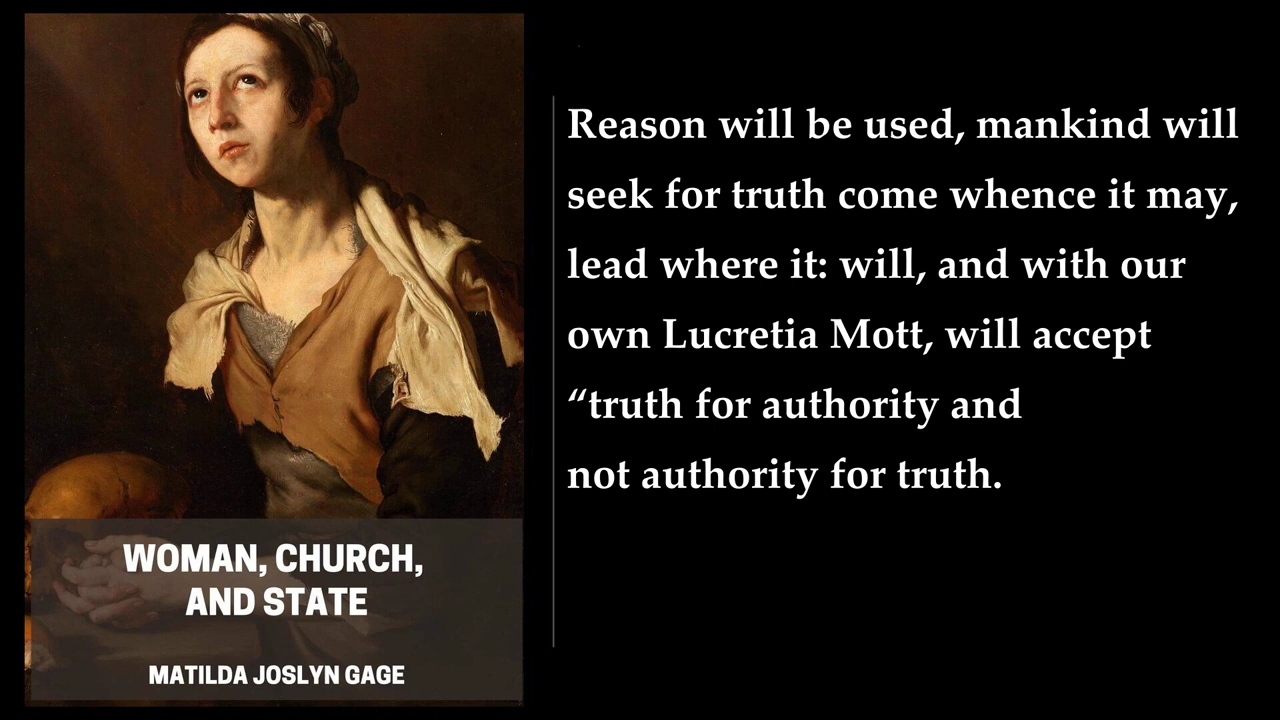 WOMAN, CHURCH,
AND STATE
MATILDA JOSLYN GAGE
Reason will be used, mankind will
seek for truth come whence it may,
lead where it: will, and with our
own Lucretia Mott, will accept
“truth for authority and
not authority for truth.